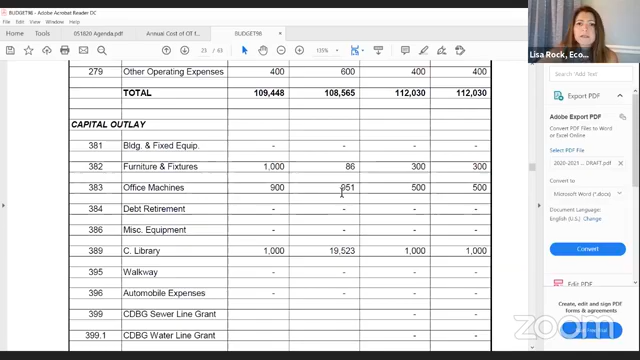 BUDGET98 - Adobe Acrobat Reader DC
File Edit View Window Help
Home Tools
051820 Agenda.pdf
Annual Cost of OT f...
BUDGET98 ×
23 / 63
135%
279 Other Operating Expenses 400 600 400 400
TOTAL 109,448 108,565 112,030 112,030
CAPITAL OUTLAY
381 Bldg. & Fixed Equip. - - - -
382 Furniture & Fixtures 1,000 86 300 300
383 Office Machines 900 951 500 500
384 Debt Retirement - - - -
386 Misc. Equipment - - - -
389 C. Library 1,000 19,523 1,000 1,000
395 Walkway - - - -
396 Automobile Expenses - - - -
399 CDBG Sewer Line Grant - -
399.1 CDBG Water Line Grant - -
Lisa Rock, Eco...
Search 'Add Text'
Export PDF
Adobe Export PDF
Convert PDF Files to Word
or Excel Online
Select PDF File
2020-2021 ... DRAFT.pdf ×
Convert to
Microsoft Word (*.docx)
Document Language:
English (U.S.) Change
Convert
Edit PDF
Create, edit and sign PDF
forms & agreements
zoom